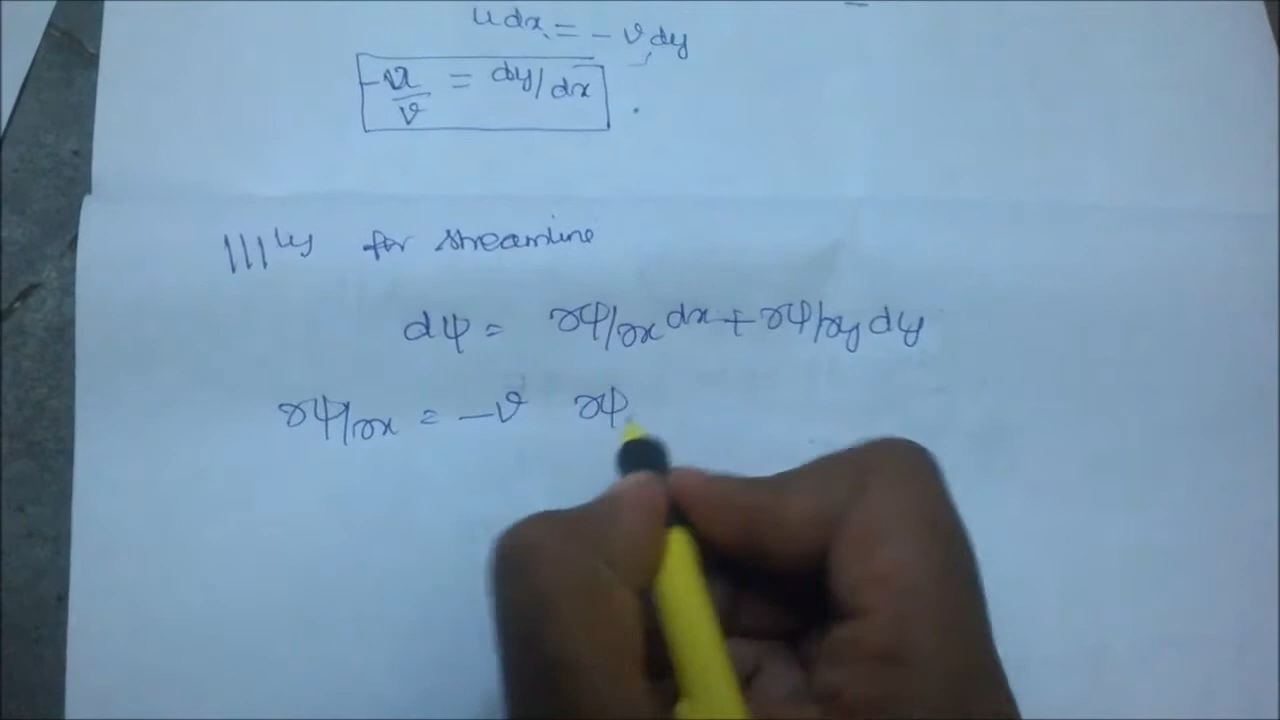 udx = - v dy
-u/v = dy/dx .
|||ly for streamline
dψ = ∂ψ/∂x dx + ∂ψ/∂y dy
∂ψ/∂x = -v ∂ψ